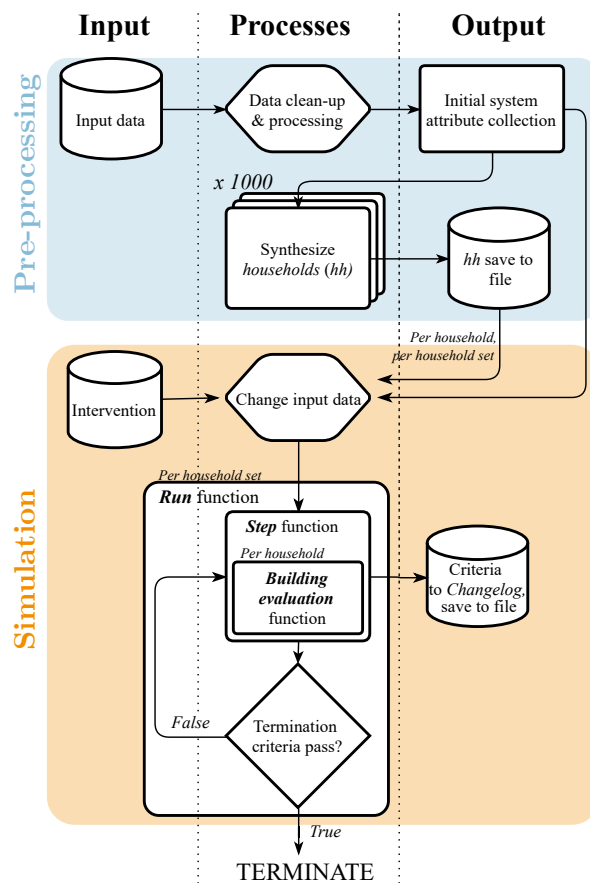 Input
Processes
Output
Pre-processing
Input data
Data clean-up
& processing
Initial system
attribute collection
x 1000
Synthesize
households (hh)
hh save to
file
Per household,
per household set
Simulation
Intervention
Change input data
Per household set
Run function
Step function
Per household
Building
evaluation
function
Criteria
to Changelog,
save to file
False
Termination
criteria pass?
True
TERMINATE